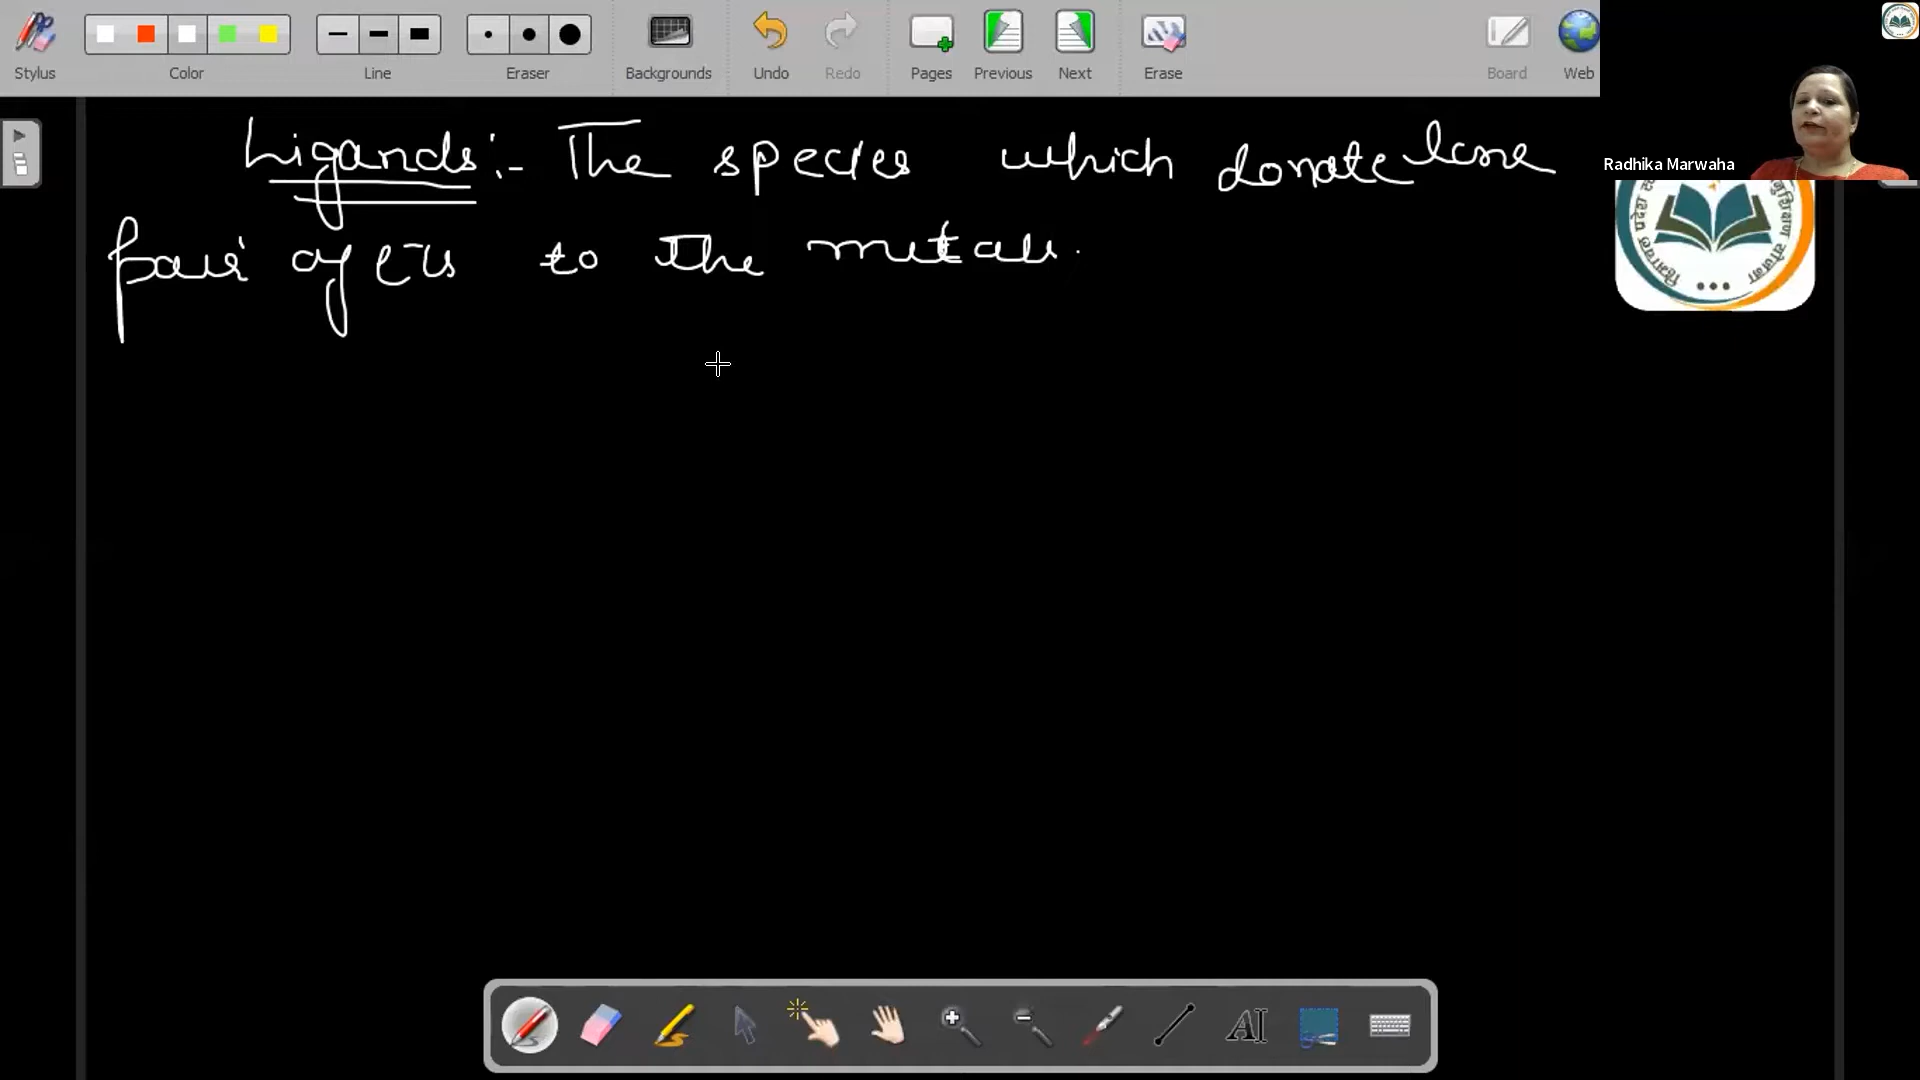 Stylus
Color
Line
Eraser
Backgrounds
Undo
Redo
Pages
Previous
Next
Erase
Board
Web
Radhika Marwaha
Ligands:- The species which donate lone
pair of e-s to the metals.